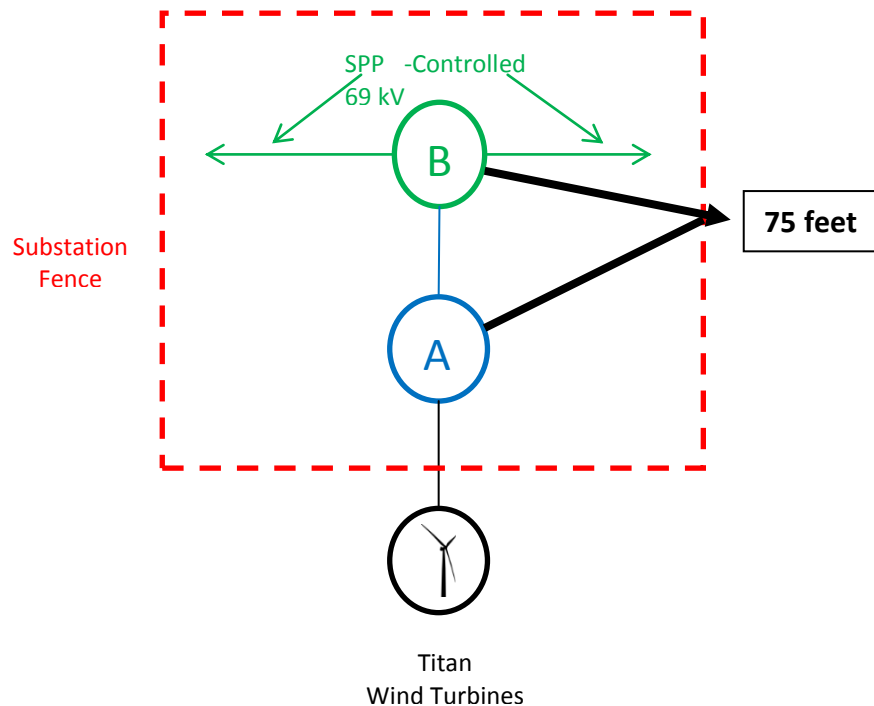 SPP -Controlled
69 kV
B
75 feet
Substation
Fence
A
Titan
Wind Turbines